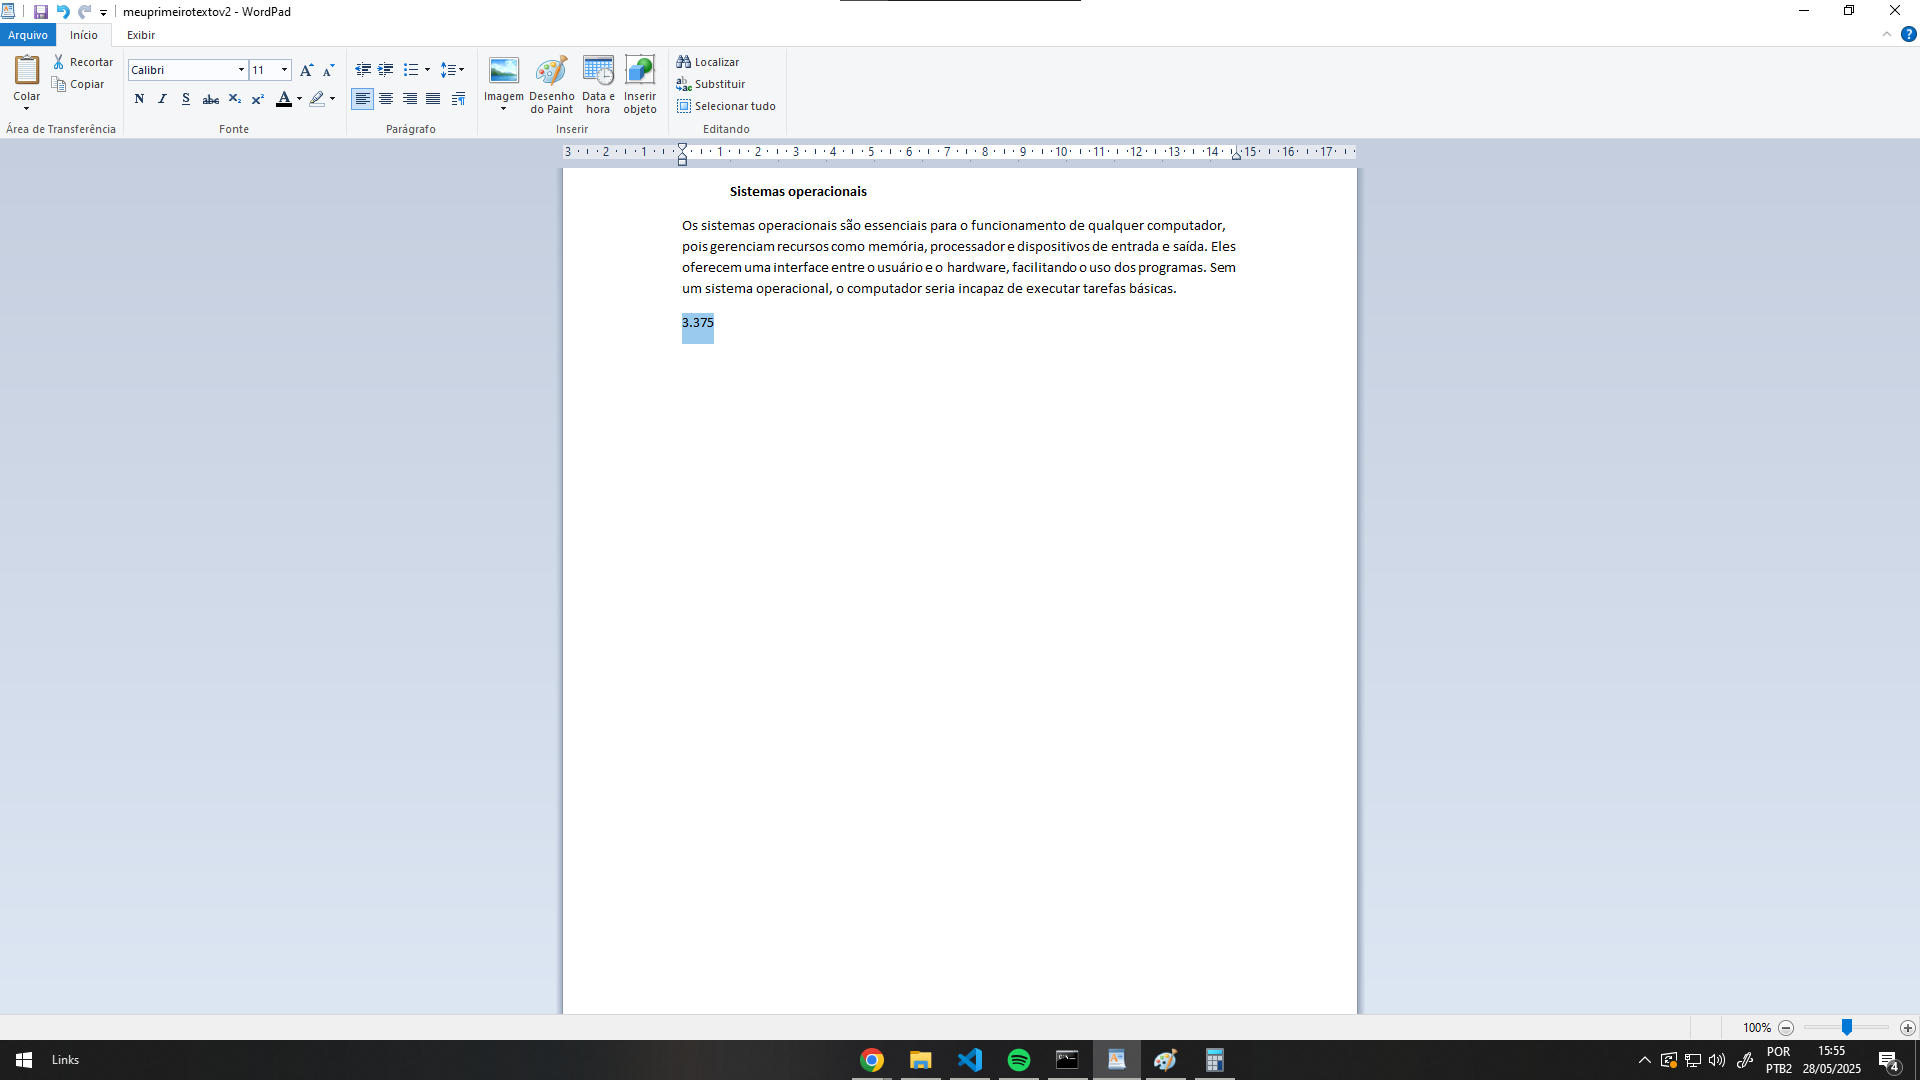 meuprimeirotextov2 - WordPad
Arquivo Início Exibir
Colar
Recortar
Copiar
Área de Transferência
Calibri 11
N I S abc X₂ X² A
Fonte
Parágrafo
Imagem
Desenho do Paint
Data e hora
Inserir objeto
Inserir
Localizar
Substituir
Selecionar tudo
Editando
3 2 1 1 2 3 4 5 6 7 8 9 10 11 12 13 14 15 16 17
Sistemas operacionais
Os sistemas operacionais são essenciais para o funcionamento de qualquer computador,
pois gerenciam recursos como memória, processador e dispositivos de entrada e saída. Eles
oferecem uma interface entre o usuário e o hardware, facilitando o uso dos programas. Sem
um sistema operacional, o computador seria incapaz de executar tarefas básicas.
3.375
100%
Links
POR
PTB2
15:55
28/05/2025
4